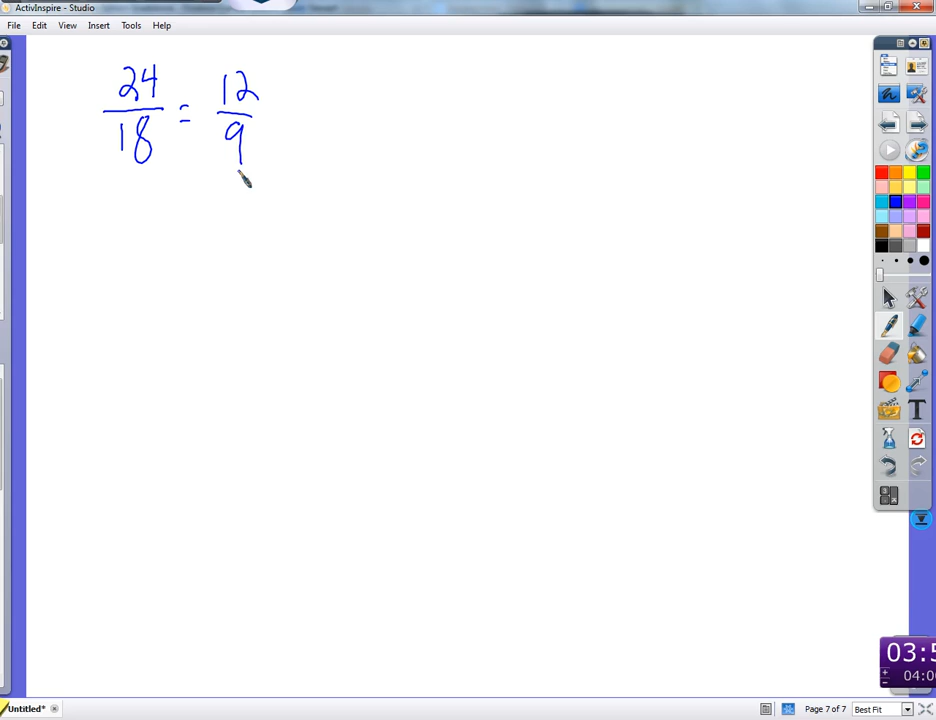 ActivInspire - Studio
File Edit View Insert Tools Help
24/18 = 12/9
T
03:5
04:0
Untitled*
Page 7 of 7
Best Fit